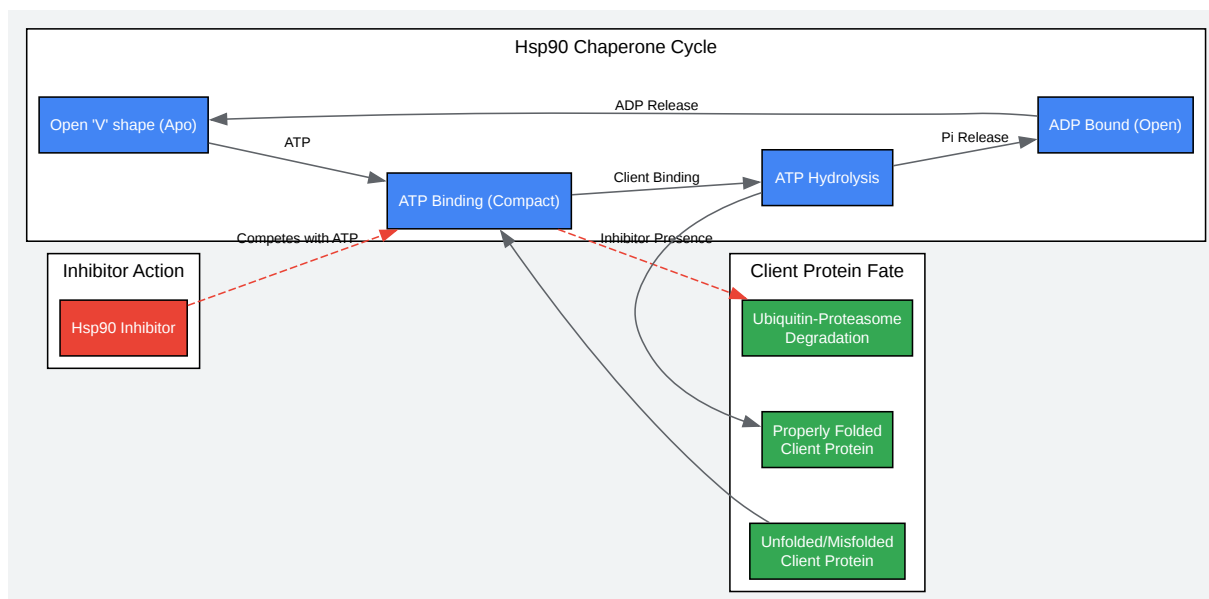 Hsp90 Chaperone Cycle
ADP Release
Open 'V' shape (Apo)
ADP Bound (Open)
ATP
Pi Release
Client Binding
ATP Hydrolysis
ATP Binding (Compact)
Competes with ATP
Inhibitor Presence
Inhibitor Action
Hsp90 Inhibitor
Client Protein Fate
Ubiquitin-Proteasome
Degradation
Properly Folded
Client Protein
Unfolded/Misfolded
Client Protein